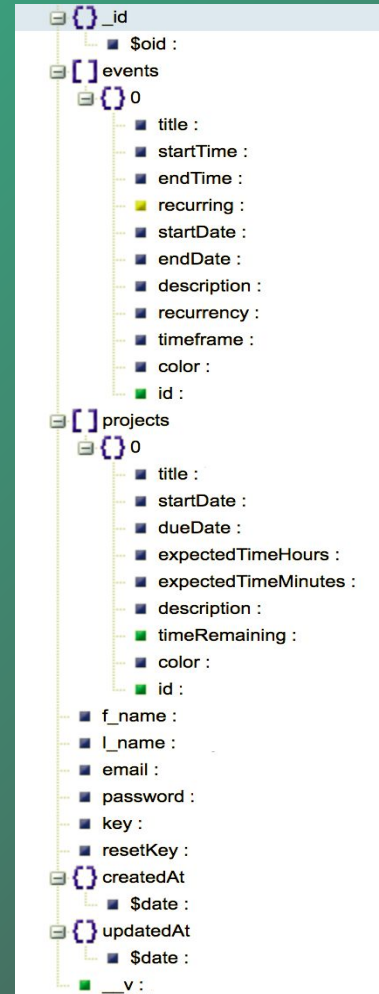 _id
$oid :
events
0
title :
startTime :
endTime :
recurring :
startDate :
endDate :
description :
recurrency :
timeframe :
color :
id :
projects
0
title :
startDate :
dueDate :
expectedTimeHours :
expectedTimeMinutes :
description :
timeRemaining :
color :
id :
f_name :
l_name :
email :
password :
key :
resetKey :
createdAt
$date :
updatedAt
$date :
__v :